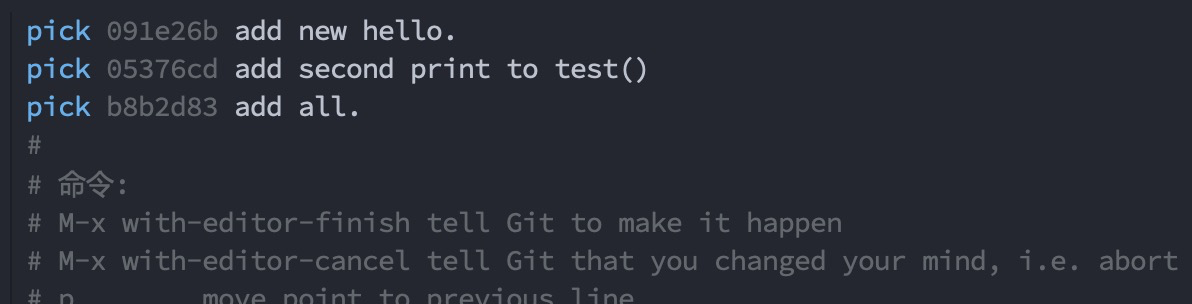 pick 091e26b add new hello.
pick 05376cd add second print to test()
pick b8b2d83 add all.
#
# 命令:
# M-x with-editor-finish tell Git to make it happen
# M-x with-editor-cancel tell Git that you changed your mind, i.e. abort
# p move point to previous line